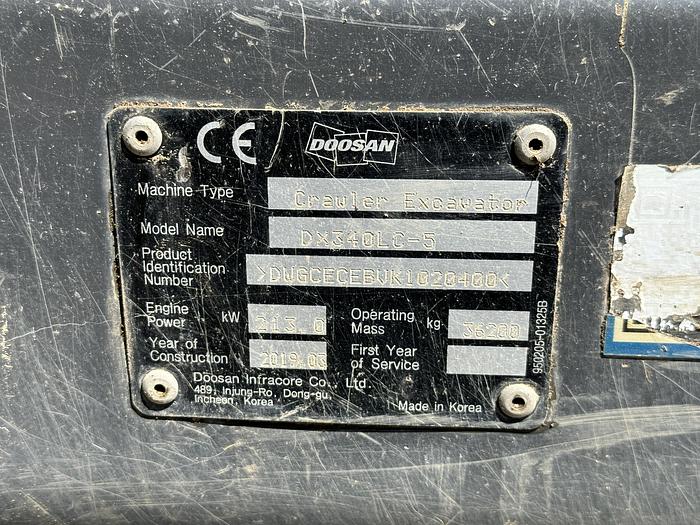 CE DOOSAN
Machine Type Crawler Excavator
Model Name DX340LC-5
Product Identification Number >DWGCECEBVK1020400<
Engine Power kW 213.0 Operating Mass kg 36200
Year of Construction 2019.03 First Year of Service
Doosan Infracore Co., Ltd.
489, Injung-Ro, Dong-gu,
Incheon, Korea
Made in Korea
950205-01325B